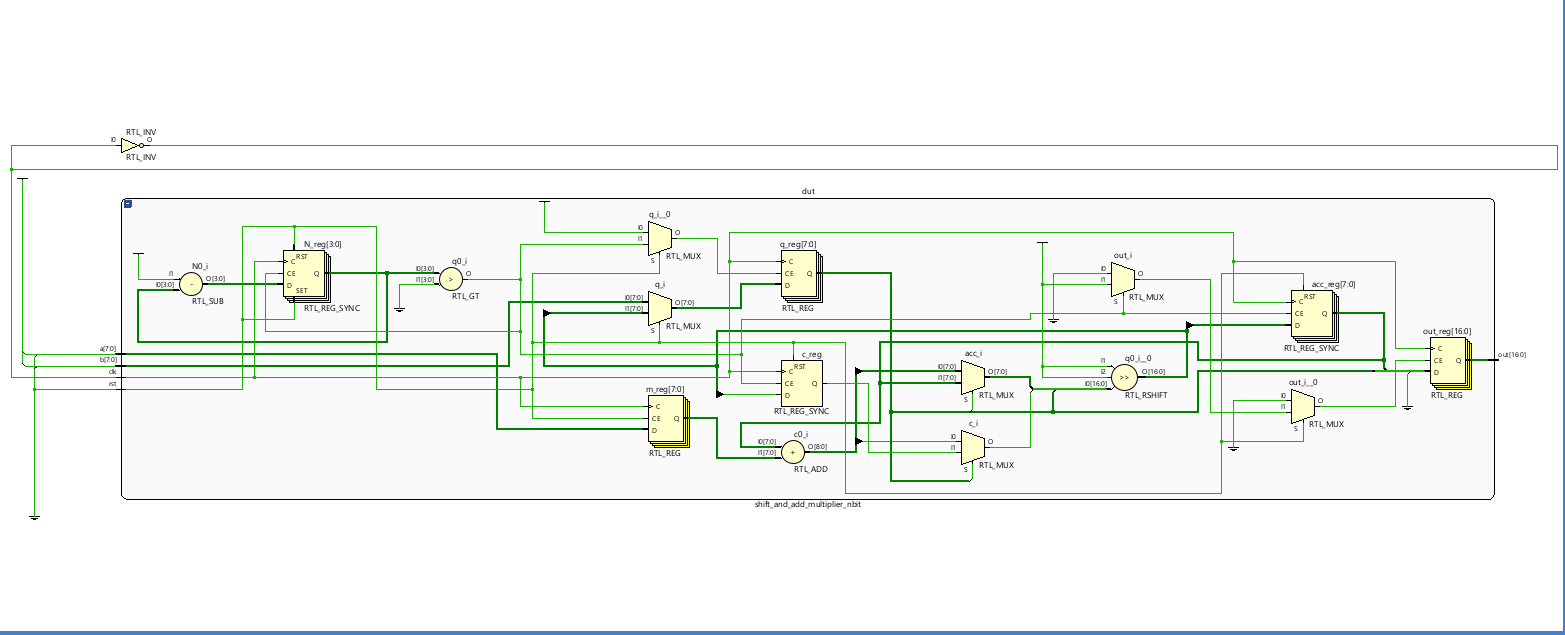 RTL_INV
I0
O
RTL_INV
dut
q_i__0
I0
I1
O
S
RTL_MUX
N_reg[3:0]
RST
C
CE
Q
D
SET
RTL_REG_SYNC
N0_i
I1
I0[3:0]
-
O[3:0]
RTL_SUB
q0_i
I0[3:0]
I1[3:0]
>
O
RTL_GT
q_i
I0[7:0]
I1[7:0]
O[7:0]
S
RTL_MUX
q_reg[7:0]
C
CE
Q
D
RTL_REG
out_i
I0
I1
O
S
RTL_MUX
acc_reg[7:0]
RST
C
CE
Q
D
RTL_REG_SYNC
out_reg[16:0]
C
CE
Q
D
RTL_REG
out[16:0]
a[7:0]
b[7:0]
clk
rst
c_reg
RST
C
CE
Q
D
RTL_REG_SYNC
acc_i
I0[7:0]
I1[7:0]
O[7:0]
S
RTL_MUX
q0_i__0
I1
I2
I0[16:0]
>>
O[16:0]
RTL_RSHIFT
out_i__0
I0
I1
O
S
RTL_MUX
m_reg[7:0]
C
CE
Q
D
RTL_REG
c0_i
I0[7:0]
I1[7:0]
+
O[8:0]
RTL_ADD
c_i
I0
I1
O
S
RTL_MUX
shift_and_add_multiplier_nbit